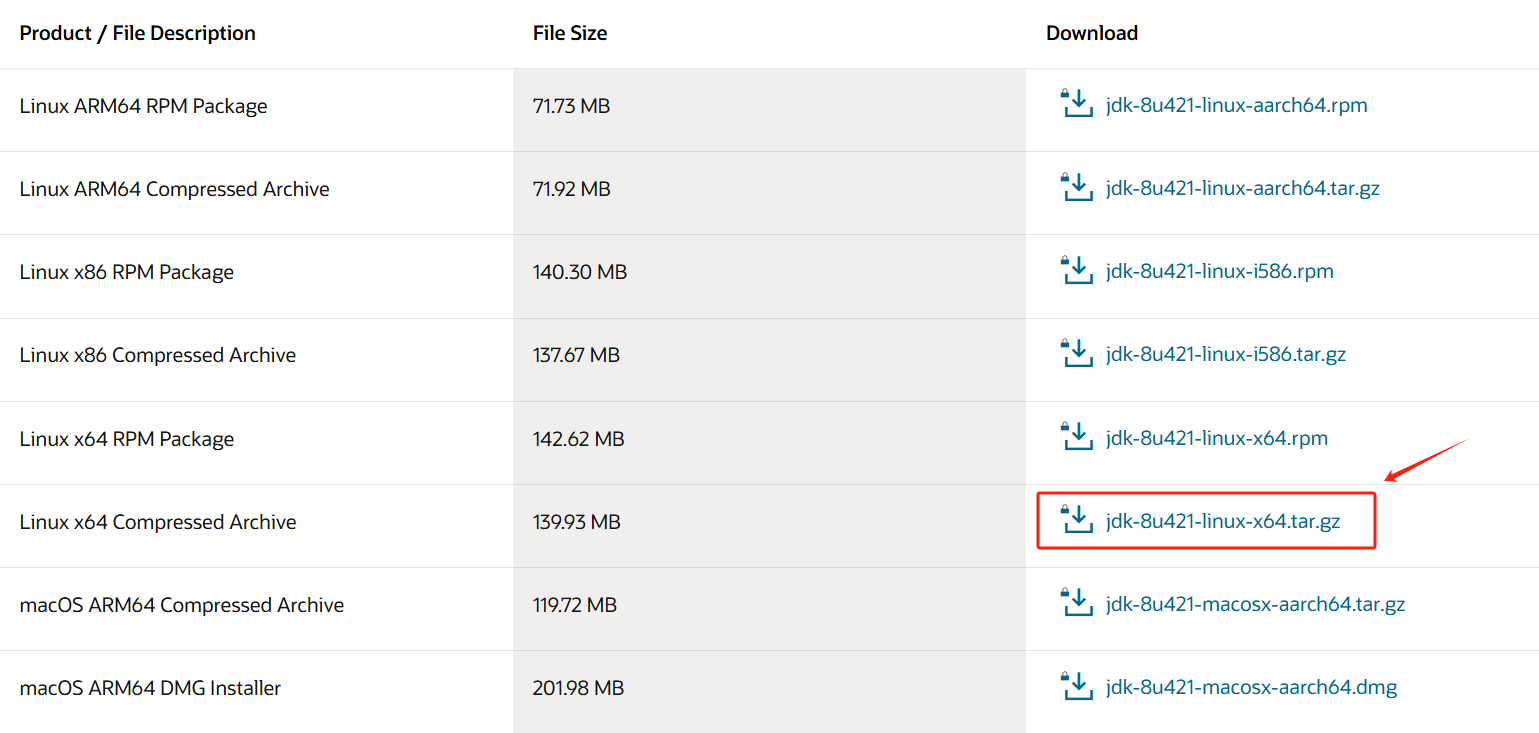 Product / File Description File Size Download
Linux ARM64 RPM Package 71.73 MB jdk-8u421-linux-aarch64.rpm
Linux ARM64 Compressed Archive 71.92 MB jdk-8u421-linux-aarch64.tar.gz
Linux x86 RPM Package 140.30 MB jdk-8u421-linux-i586.rpm
Linux x86 Compressed Archive 137.67 MB jdk-8u421-linux-i586.tar.gz
Linux x64 RPM Package 142.62 MB jdk-8u421-linux-x64.rpm
Linux x64 Compressed Archive 139.93 MB jdk-8u421-linux-x64.tar.gz
macOS ARM64 Compressed Archive 119.72 MB jdk-8u421-macosx-aarch64.tar.gz
macOS ARM64 DMG Installer 201.98 MB jdk-8u421-macosx-aarch64.dmg